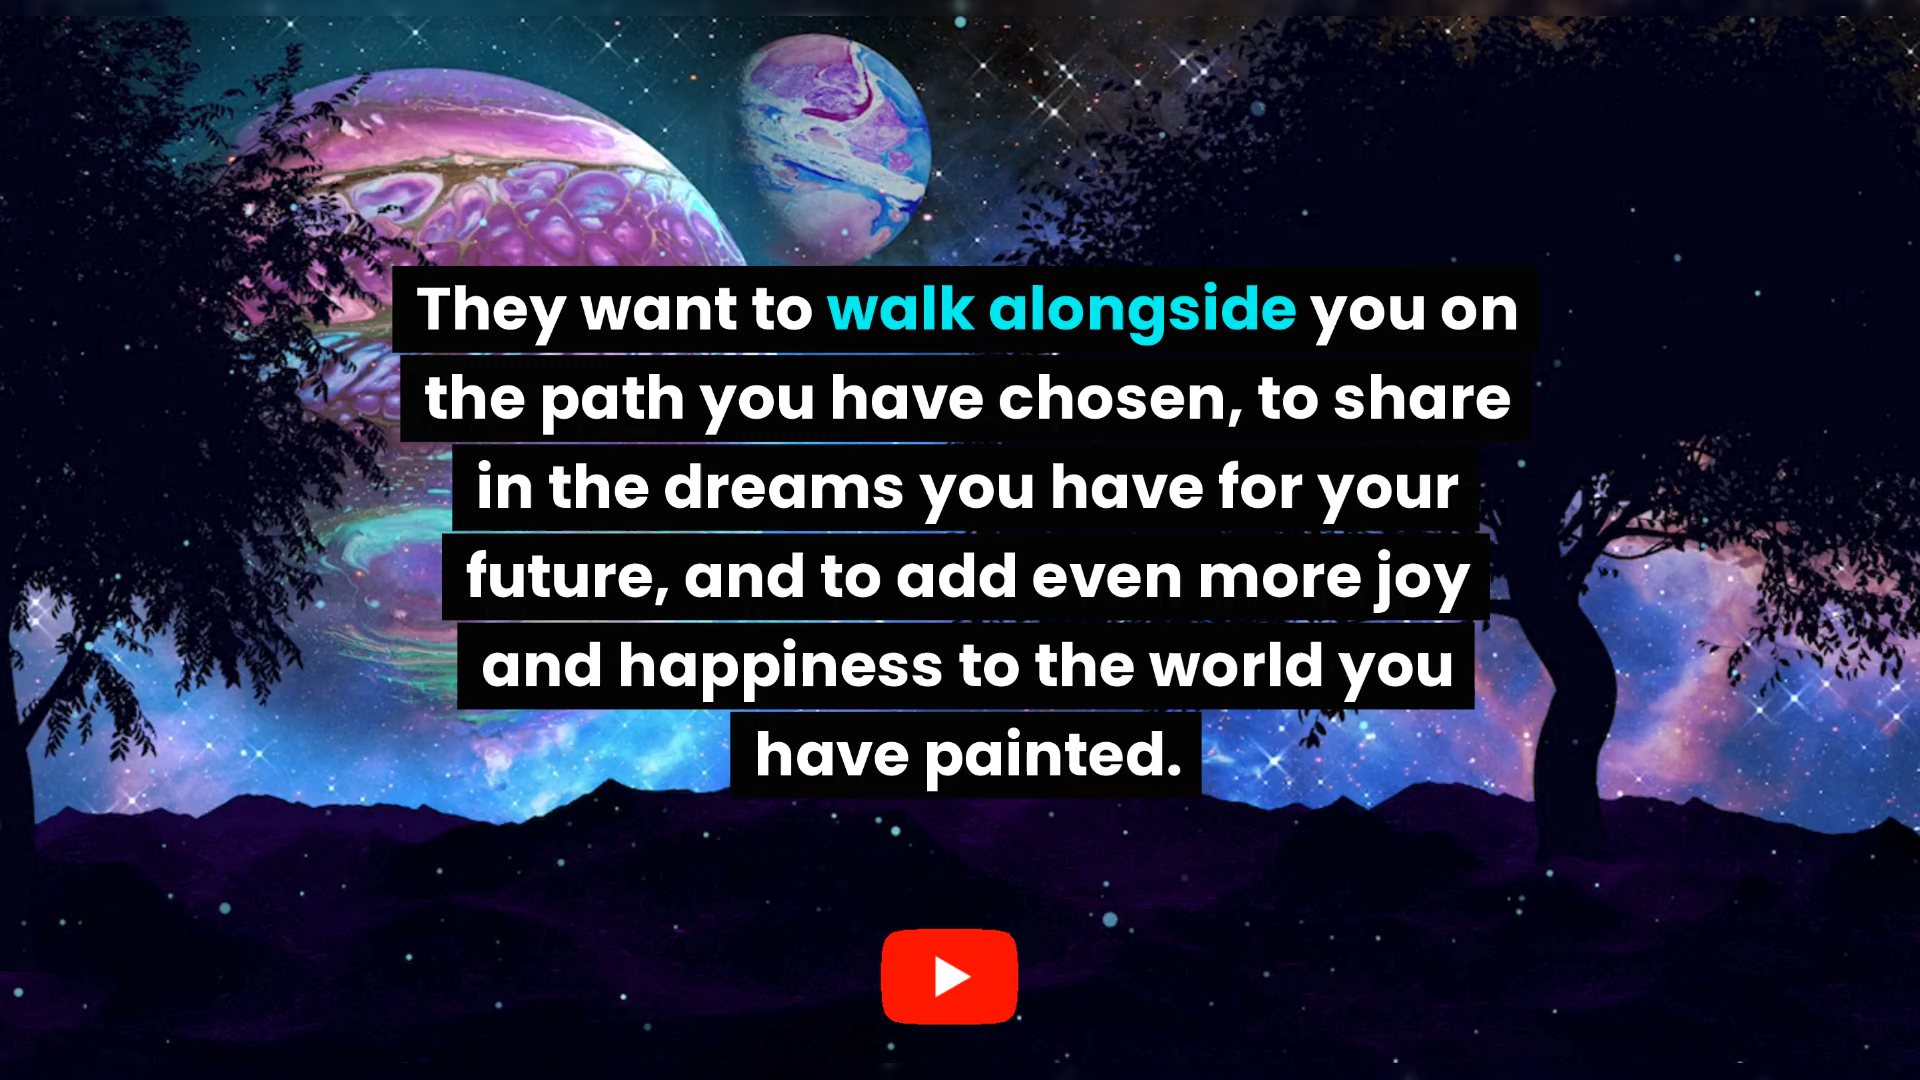 They want to walk alongside you on
the path you have chosen, to share
in the dreams you have for your
future, and to add even more joy
and happiness to the world you
have painted.